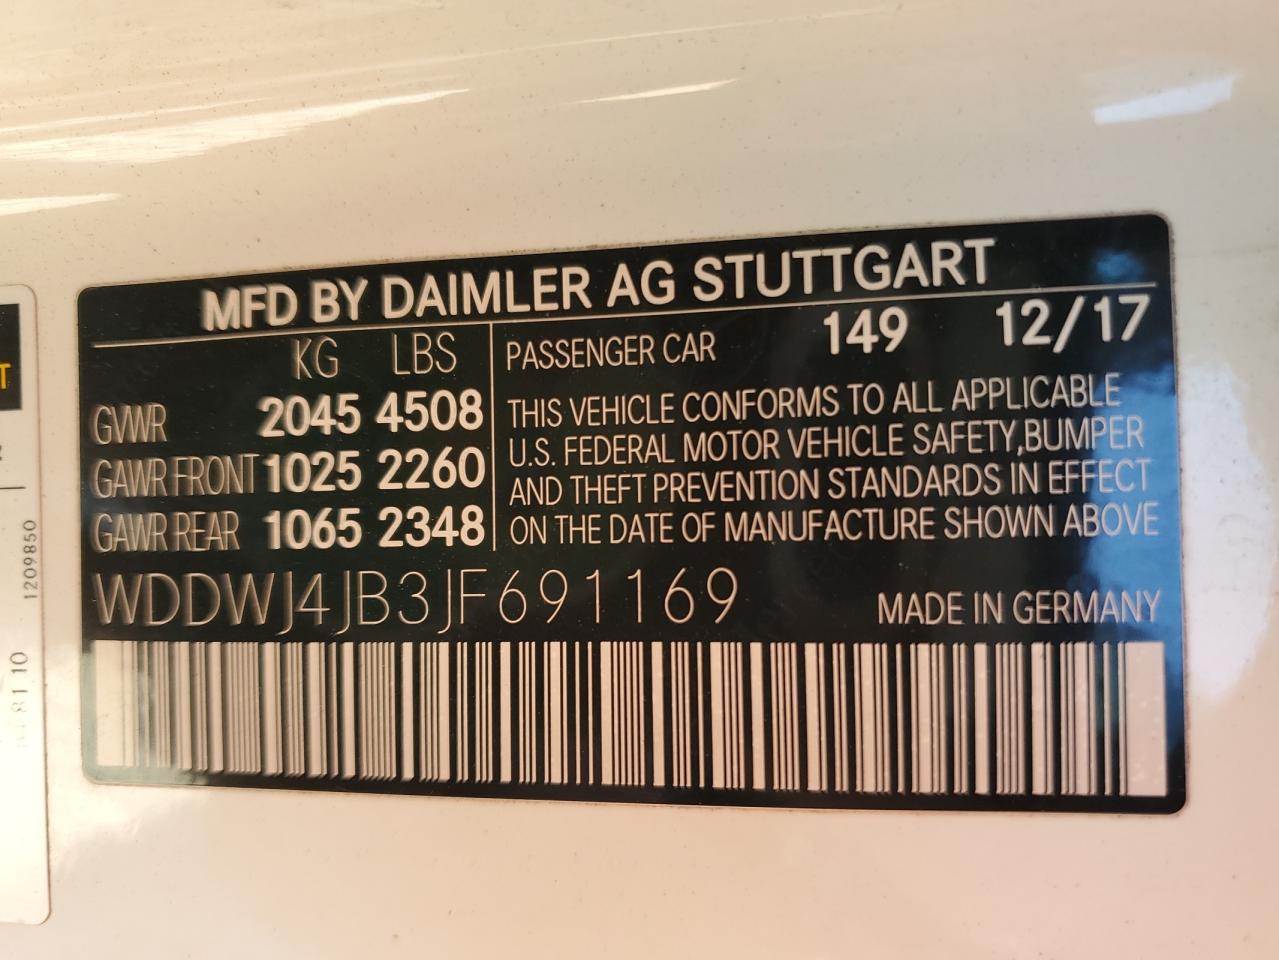 MFD BY DAIMLER AG STUTTGART
KG LBS
GVWR 2045 4508
GAWR FRONT 1025 2260
GAWR REAR 1065 2348
PASSENGER CAR 149 12/17
THIS VEHICLE CONFORMS TO ALL APPLICABLE
U.S. FEDERAL MOTOR VEHICLE SAFETY,BUMPER
AND THEFT PREVENTION STANDARDS IN EFFECT
ON THE DATE OF MANUFACTURE SHOWN ABOVE
WDDWJ4JB3JF691169 MADE IN GERMANY
1209850
81 10